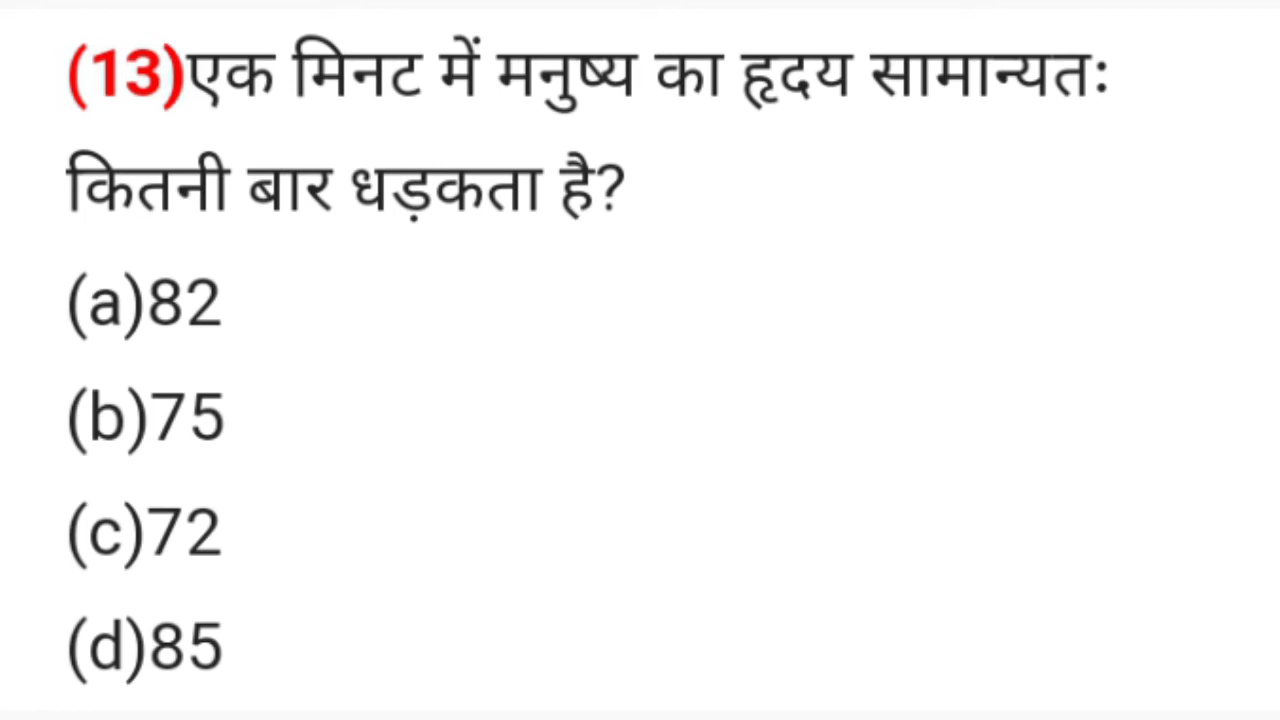 (13)एक मिनट में मनुष्य का हृदय सामान्यतः
कितनी बार धड़कता है?
(a)82
(b)75
(c)72
(d)85